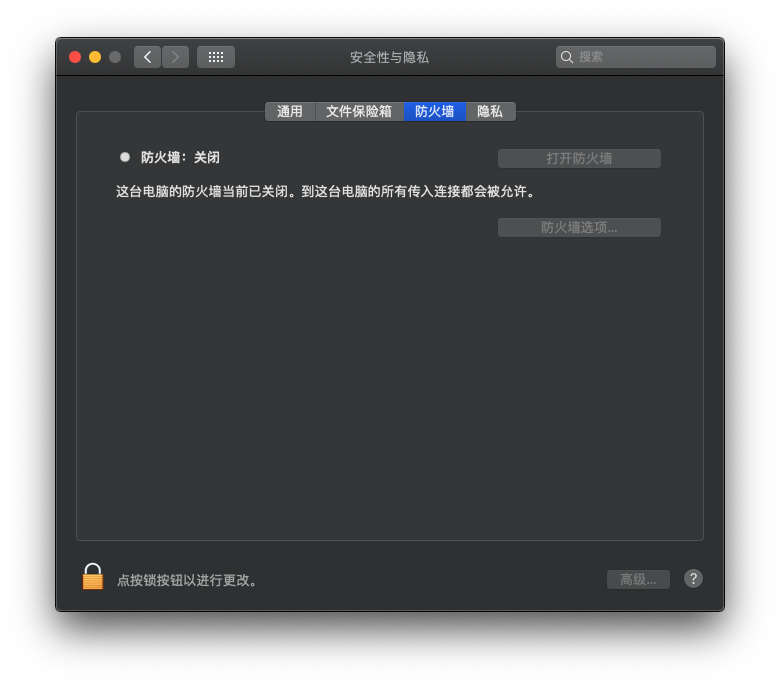 安全性与隐私
搜索
通用 文件保险箱 防火墙 隐私
防火墙：关闭
打开防火墙
这台电脑的防火墙当前已关闭。到这台电脑的所有传入连接都会被允许。
防火墙选项...
点按锁按钮以进行更改。
高级...
?